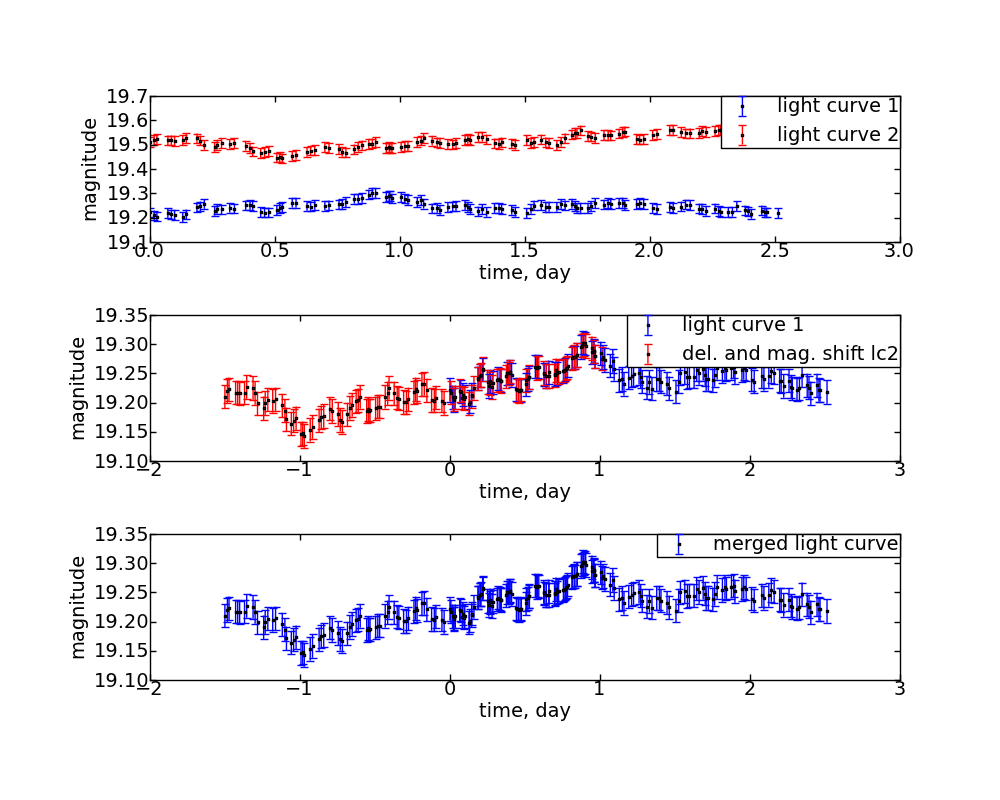 19.7
19.6
19.5
19.4
19.3
19.2
19.1
magnitude
light curve 1
light curve 2
0.0 0.5 1.0 1.5 2.0 2.5 3.0
time, day
19.35
19.30
19.25
19.20
19.15
19.10
magnitude
light curve 1
del. and mag. shift lc2
−2 −1 0 1 2 3
time, day
19.35
19.30
19.25
19.20
19.15
19.10
magnitude
merged light curve
−2 −1 0 1 2 3
time, day